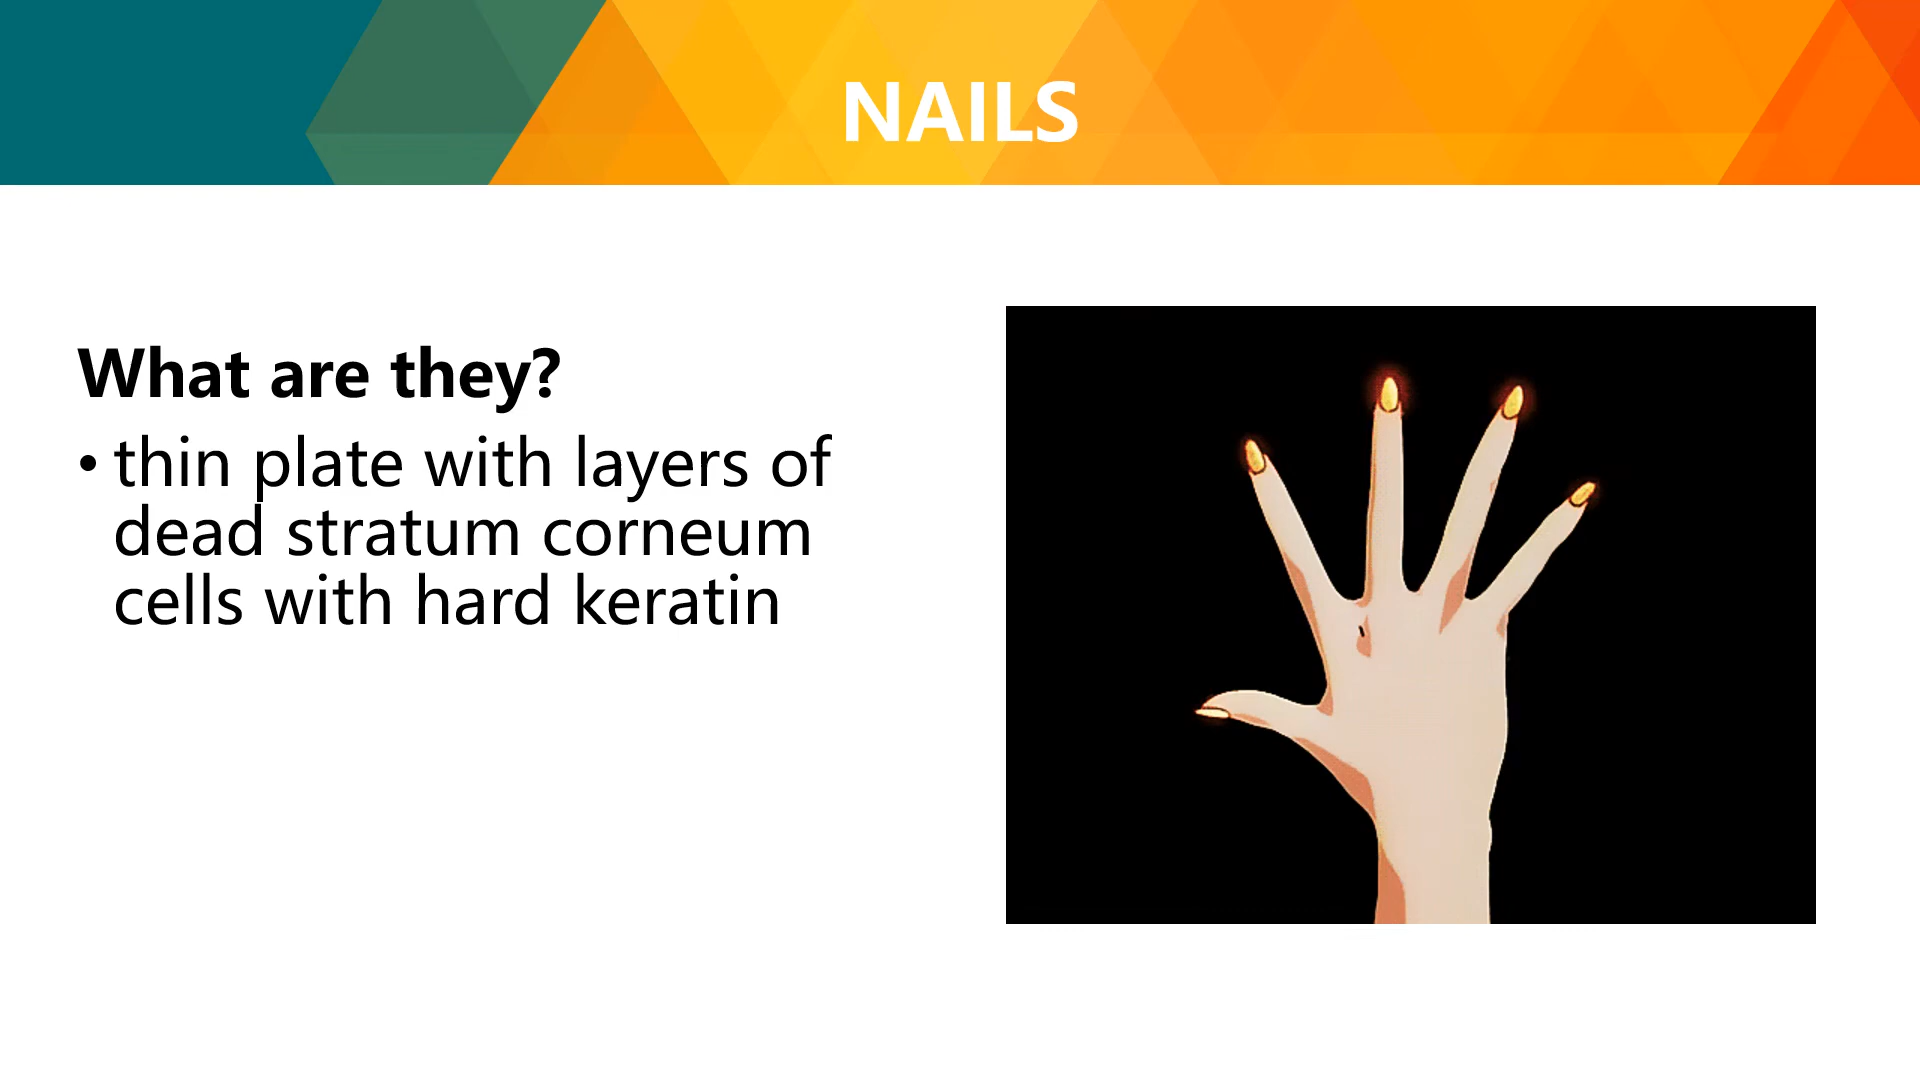 NAILS
What are they?
• thin plate with layers of
dead stratum corneum
cells with hard keratin